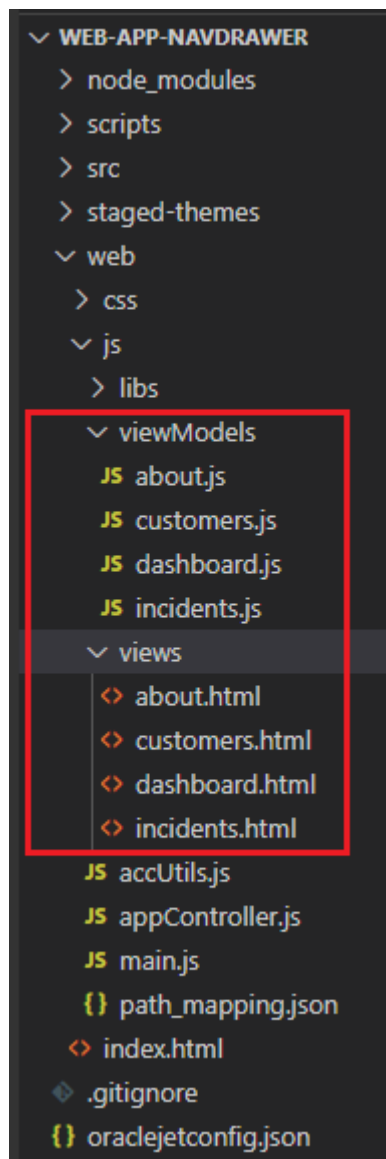 WEB-APP-NAVDRAWER
node_modules
scripts
src
staged-themes
web
css
js
libs
viewModels
JS about.js
JS customers.js
JS dashboard.js
JS incidents.js
views
<> about.html
<> customers.html
<> dashboard.html
<> incidents.html
JS accUtils.js
JS appController.js
JS main.js
{} path_mapping.json
<> index.html
.gitignore
{} oraclejetconfig.json